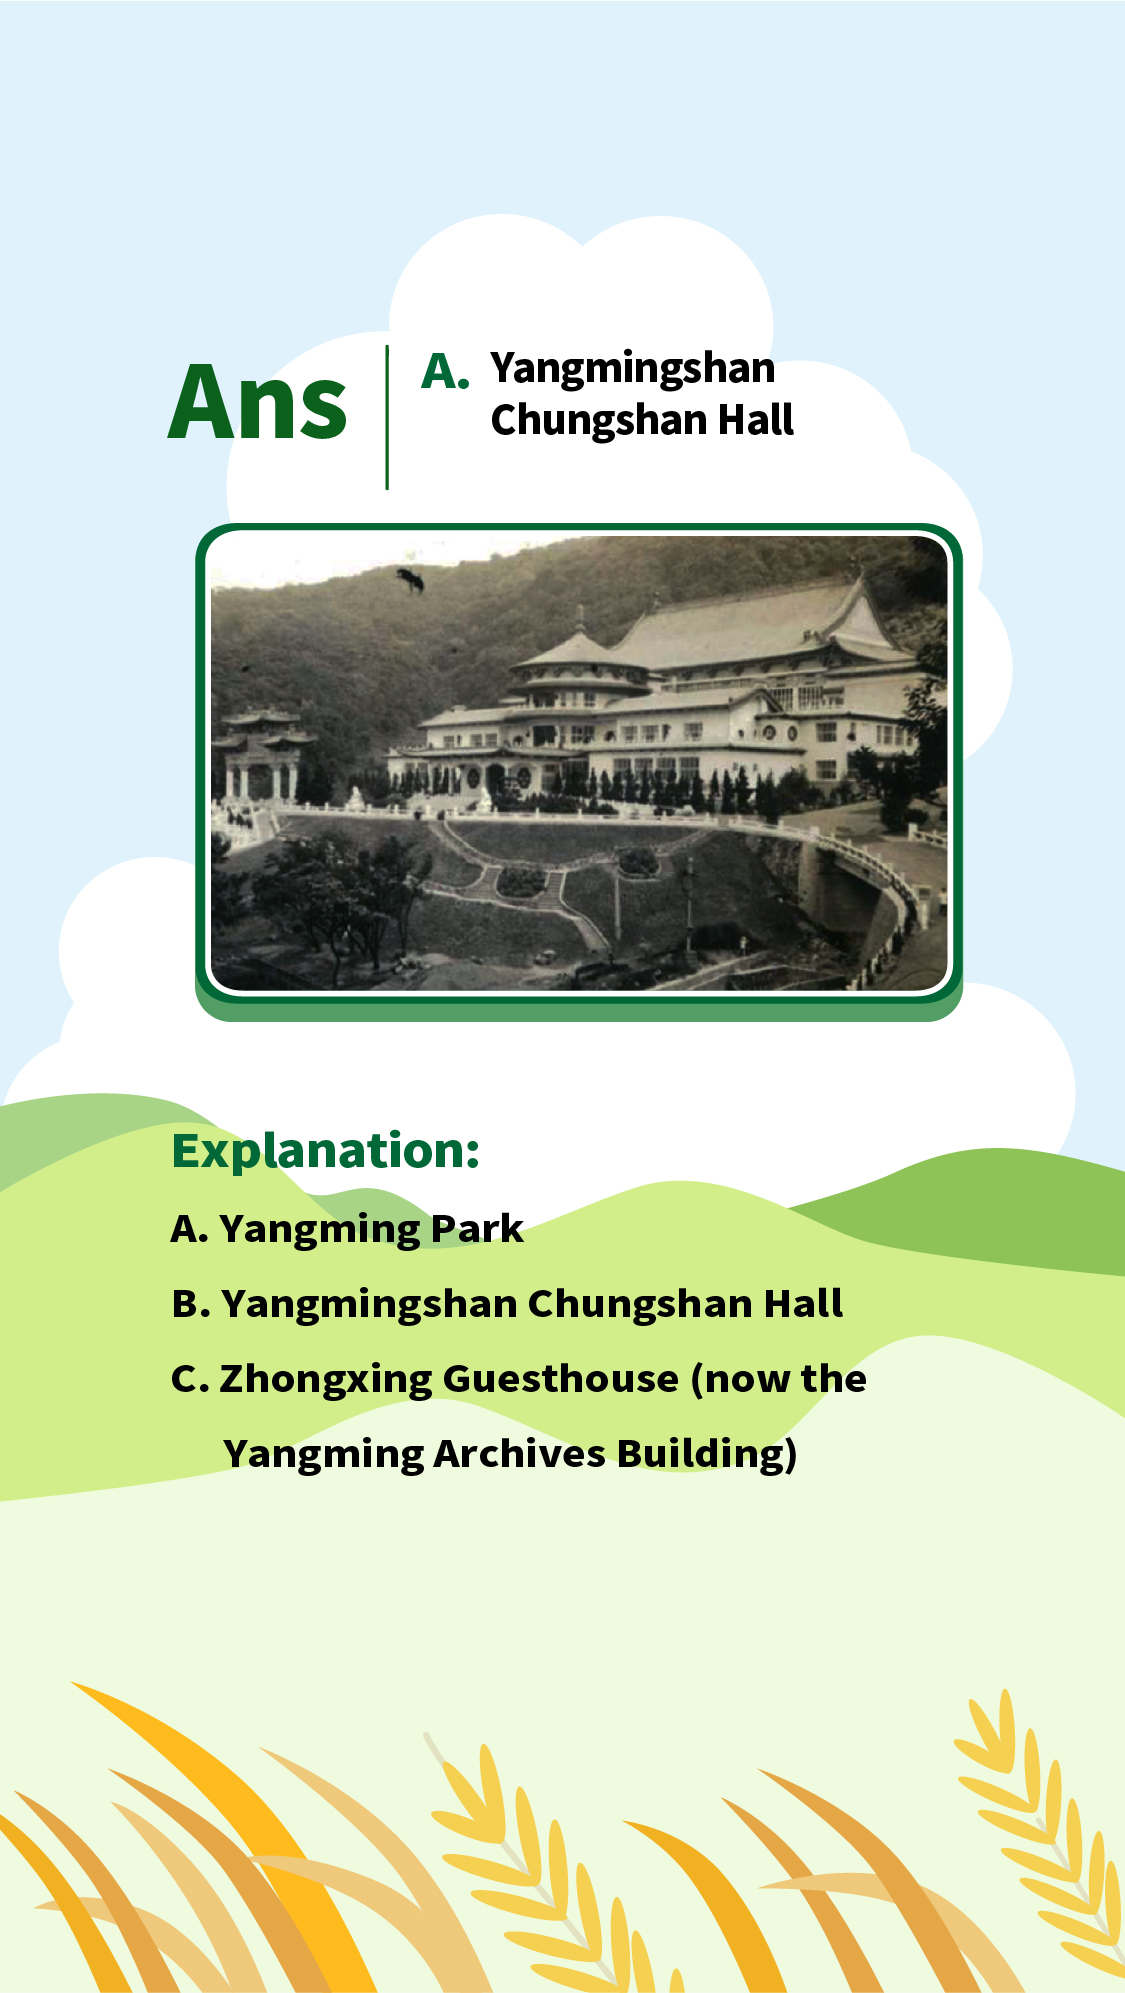 Ans
A. Yangmingshan
Chungshan Hall
Explanation:
A. Yangming Park
B. Yangmingshan Chungshan Hall
C. Zhongxing Guesthouse (now the
Yangming Archives Building)